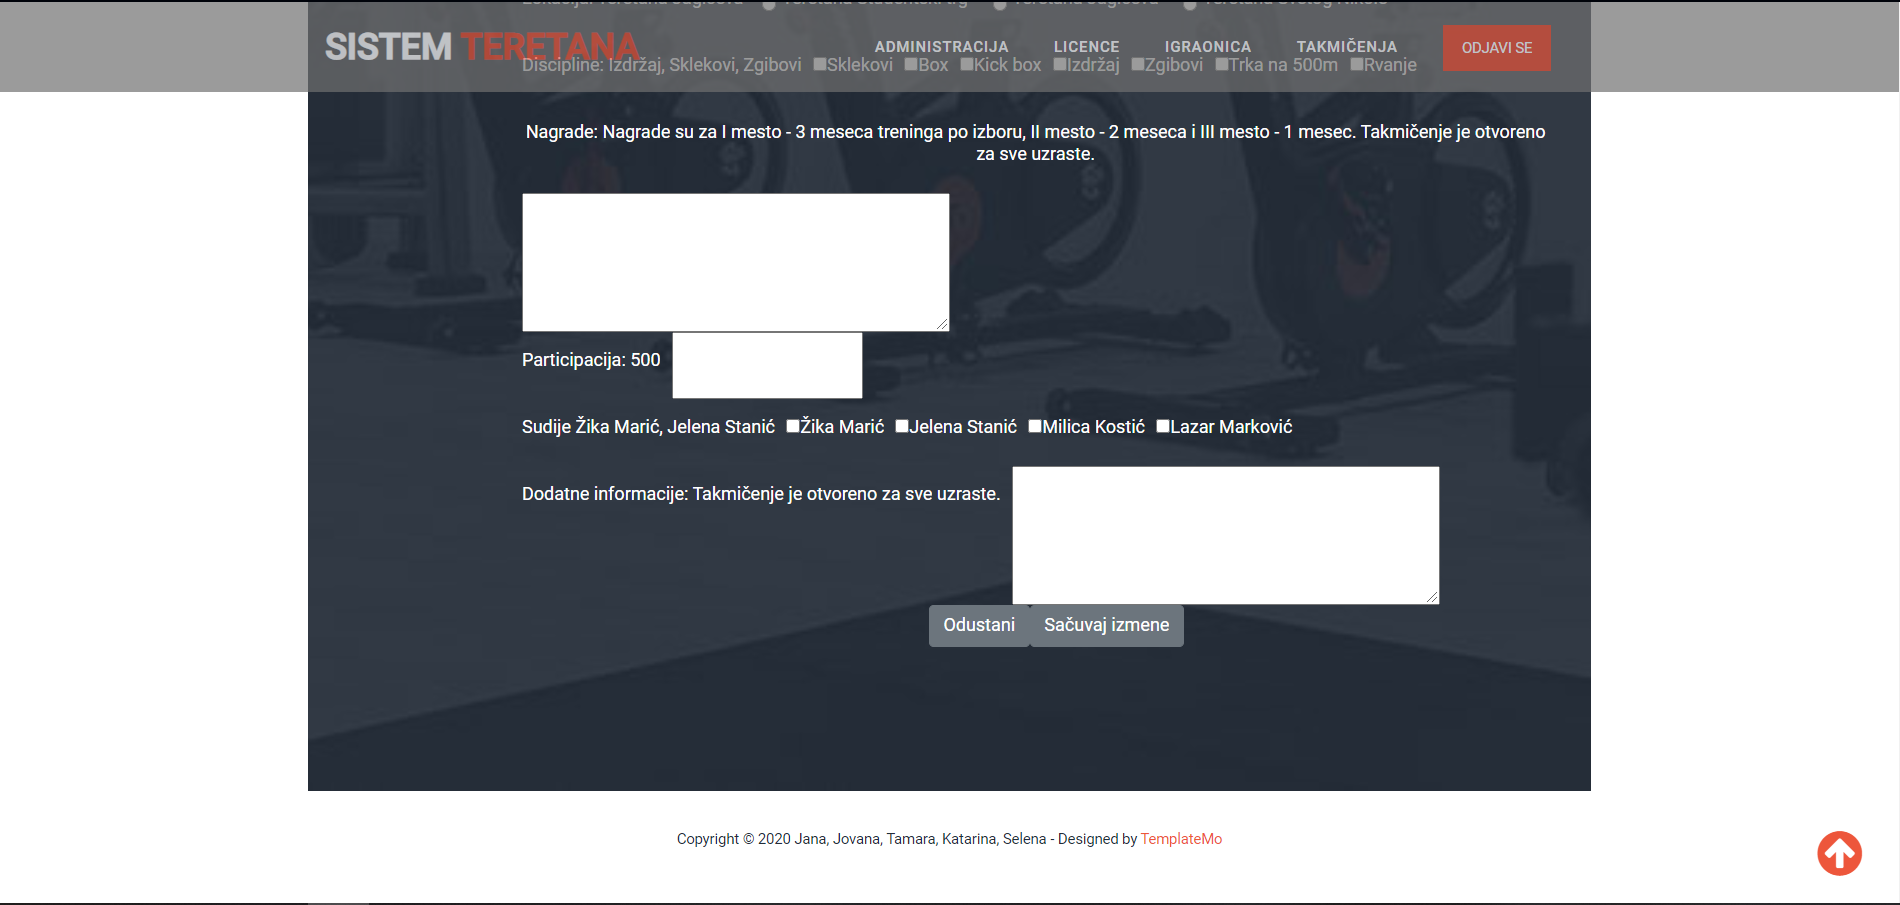 SISTEM TERETANA
ADMINISTRACIJA LICENCE IGRAONICA TAKMIČENJA ODJAVI SE
Discipline: Izdržaj, Sklekovi, Zgibovi Sklekovi Box Kick box Izdržaj Zgibovi Trka na 500m Rvanje
Nagrade: Nagrade su za I mesto - 3 meseca treninga po izboru, II mesto - 2 meseca i III mesto - 1 mesec. Takmičenje je otvoreno
za sve uzraste.
Participacija: 500
Sudije Žika Marić, Jelena Stanić Žika Marić Jelena Stanić Milica Kostić Lazar Marković
Dodatne informacije: Takmičenje je otvoreno za sve uzraste.
Odustani Sačuvaj izmene
Copyright © 2020 Jana, Jovana, Tamara, Katarina, Selena - Designed by TemplateMo